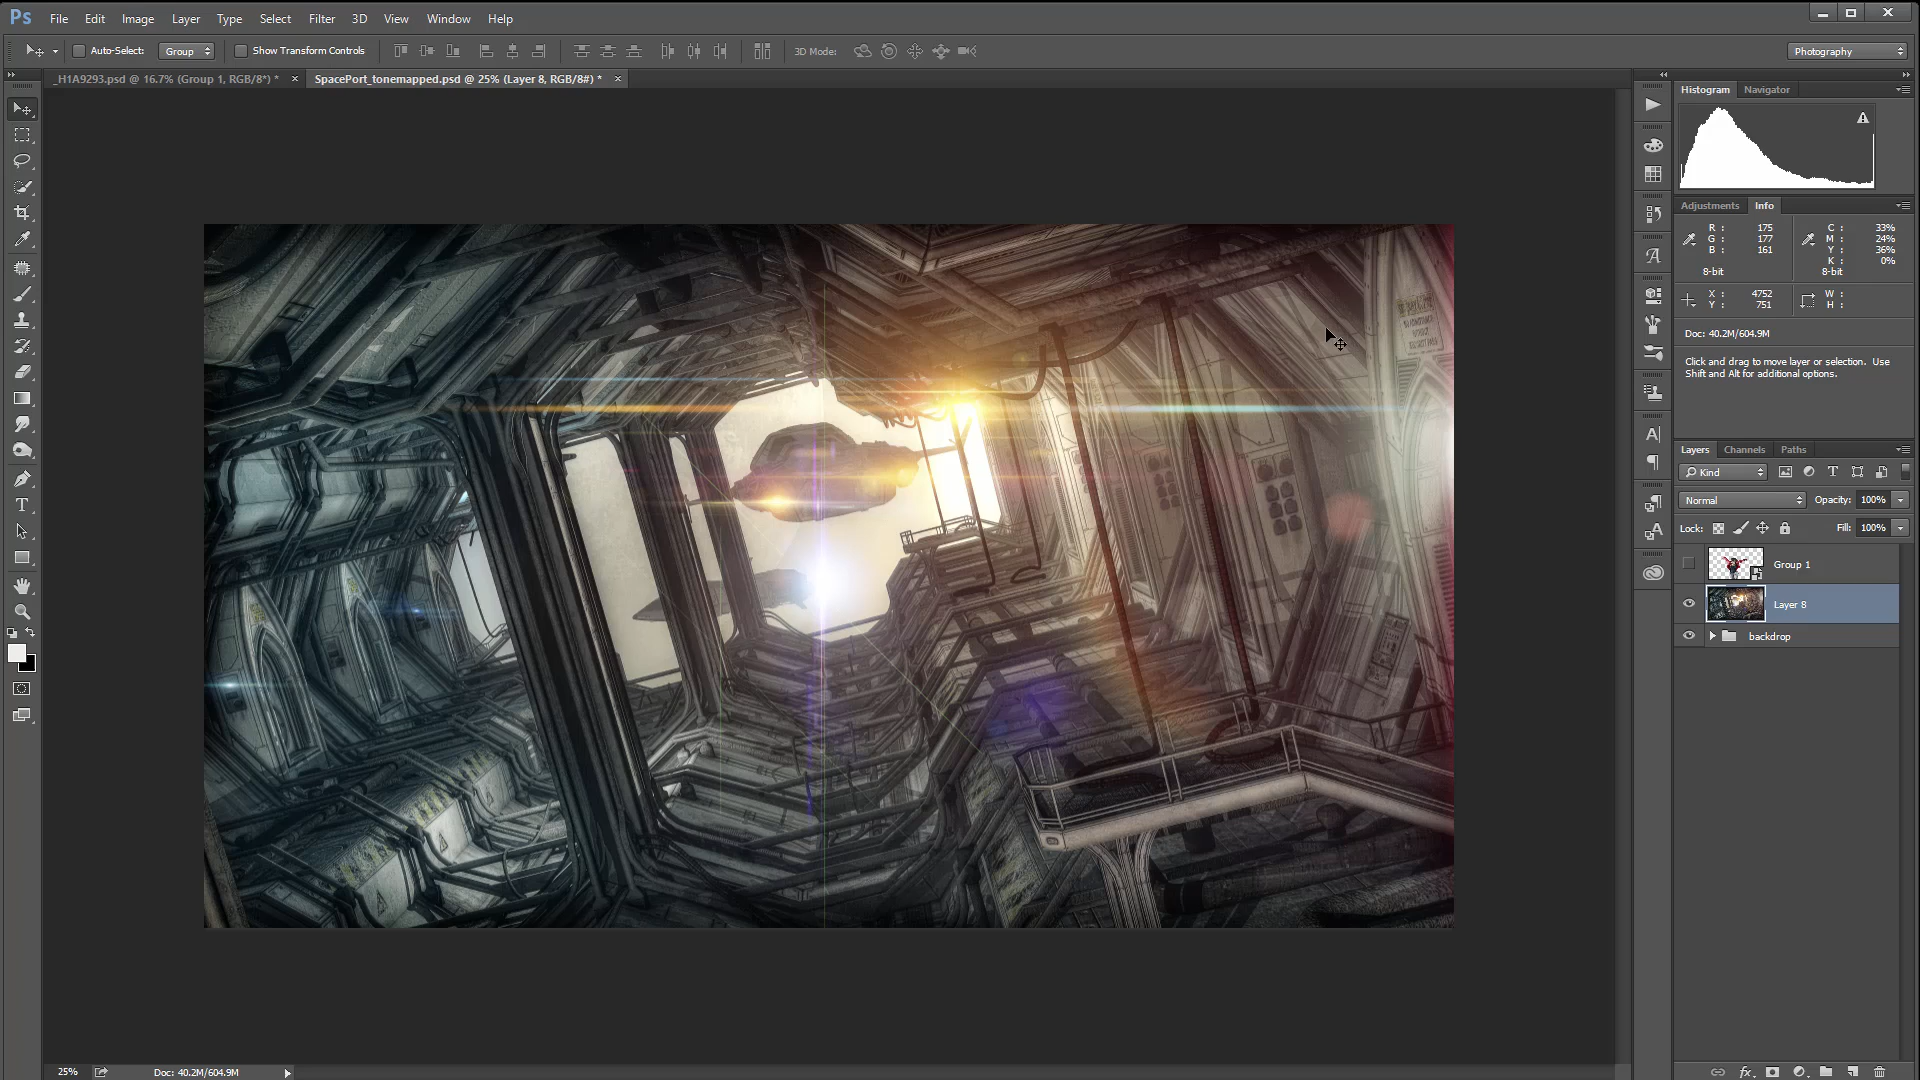 Ps File Edit Image Layer Type Select Filter 3D View Window Help
Auto-Select: Group Show Transform Controls 3D Mode: Photography
_H1A9293.psd @ 16.7% (Group 1, RGB/8*) * × SpacePort_tonemapped.psd @ 25% (Layer 8, RGB/8#) * ×
Histogram Navigator
Adjustments Info
R : 175 C : 33%
G : 177 M : 24%
B : 161 Y : 36%
K : 0%
8-bit 8-bit
X : 4752 W :
Y : 751 H :
Doc: 40.2M/604.9M
Click and drag to move layer or selection. Use
Shift and Alt for additional options.
Layers Channels Paths
Kind
Normal Opacity: 100%
Lock: Fill: 100%
Group 1
Layer 8
backdrop
25% Doc: 40.2M/604.9M